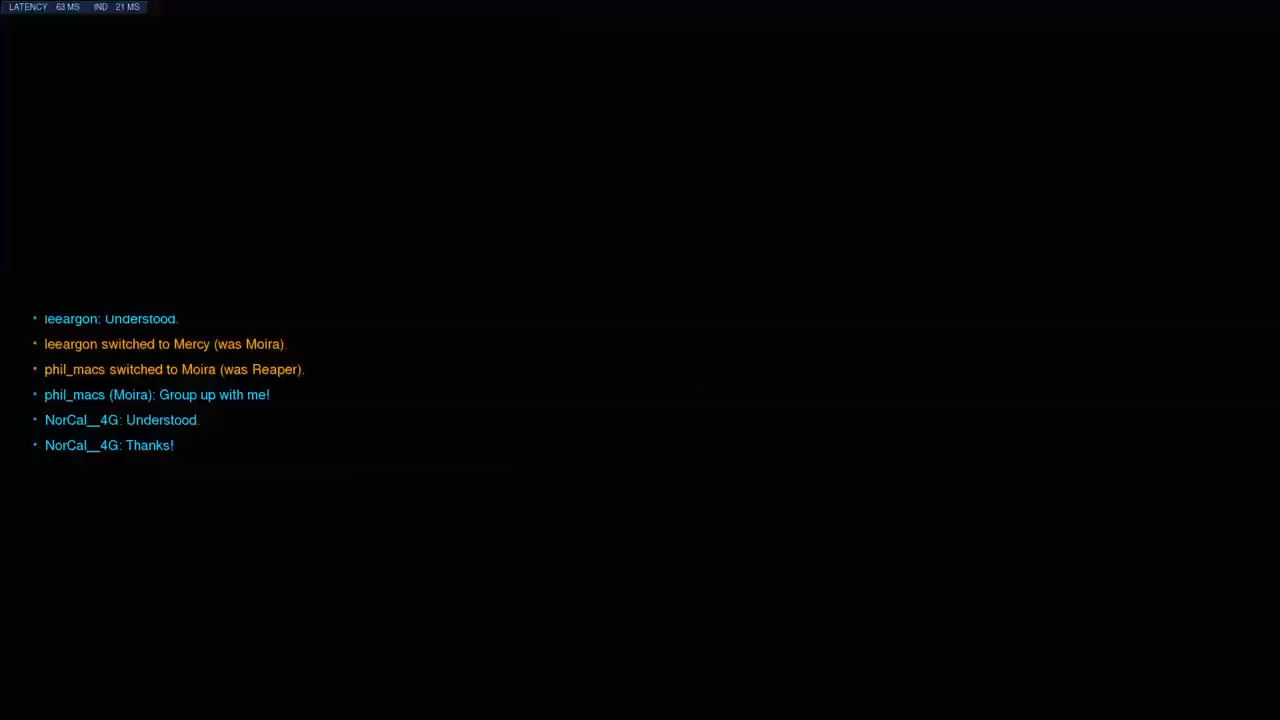 LATENCY 63 MS IND 21 MS
leeargon: Understood.
leeargon switched to Mercy (was Moira).
phil_macs switched to Moira (was Reaper).
phil_macs (Moira): Group up with me!
NorCal__4G: Understood.
NorCal__4G: Thanks!